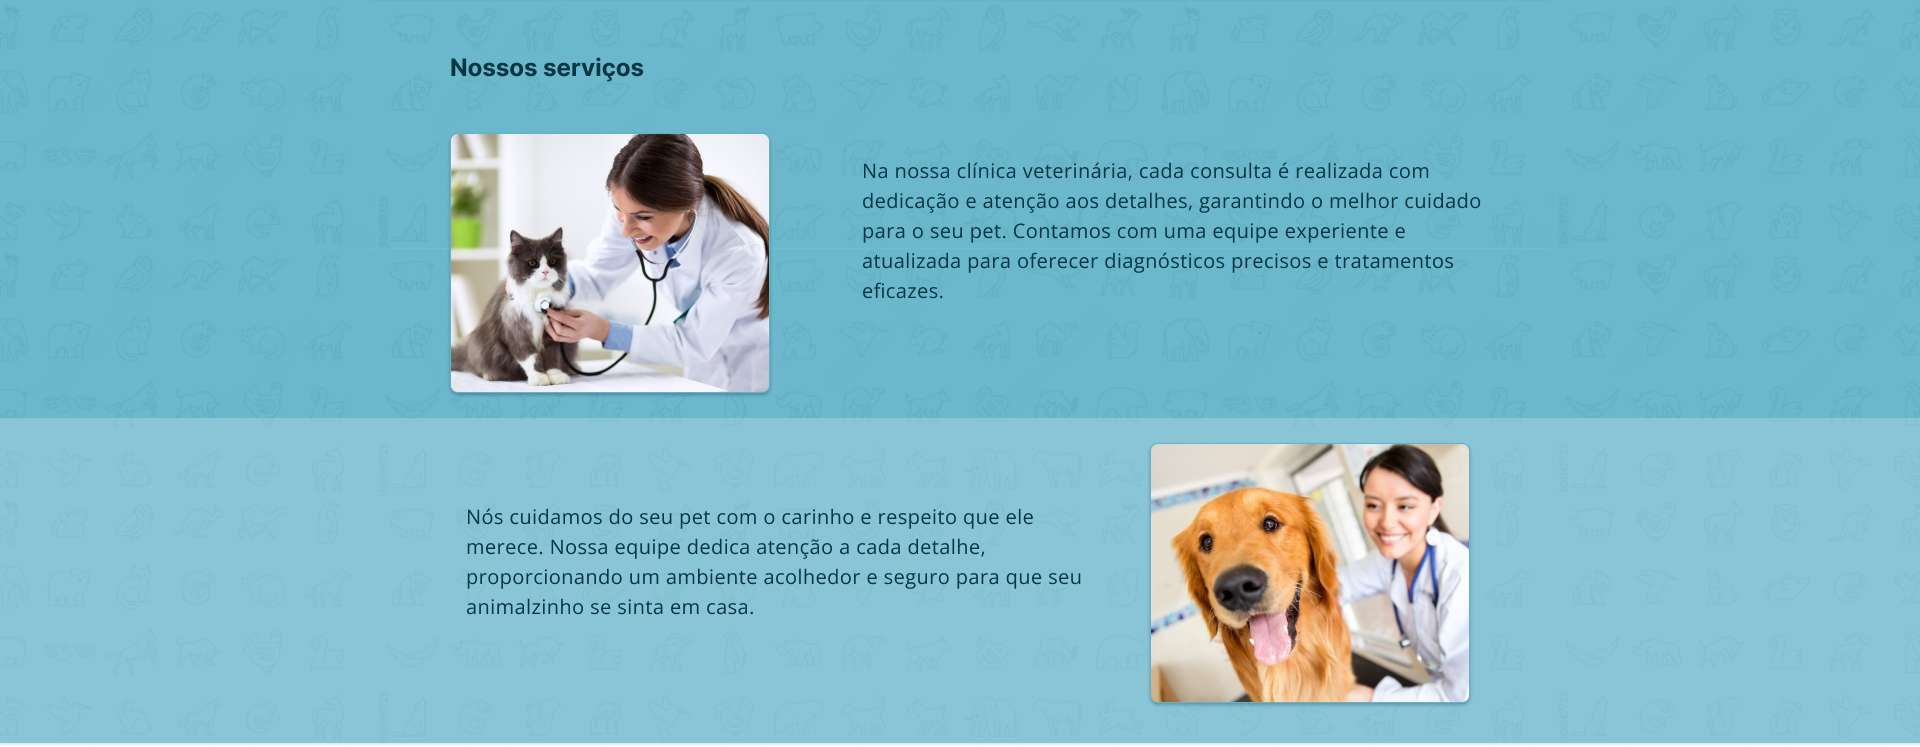 Nossos serviços
Na nossa clínica veterinária, cada consulta é realizada com
dedicação e atenção aos detalhes, garantindo o melhor cuidado
para o seu pet. Contamos com uma equipe experiente e
atualizada para oferecer diagnósticos precisos e tratamentos
eficazes.
Nós cuidamos do seu pet com o carinho e respeito que ele
merece. Nossa equipe dedica atenção a cada detalhe,
proporcionando um ambiente acolhedor e seguro para que seu
animalzinho se sinta em casa.